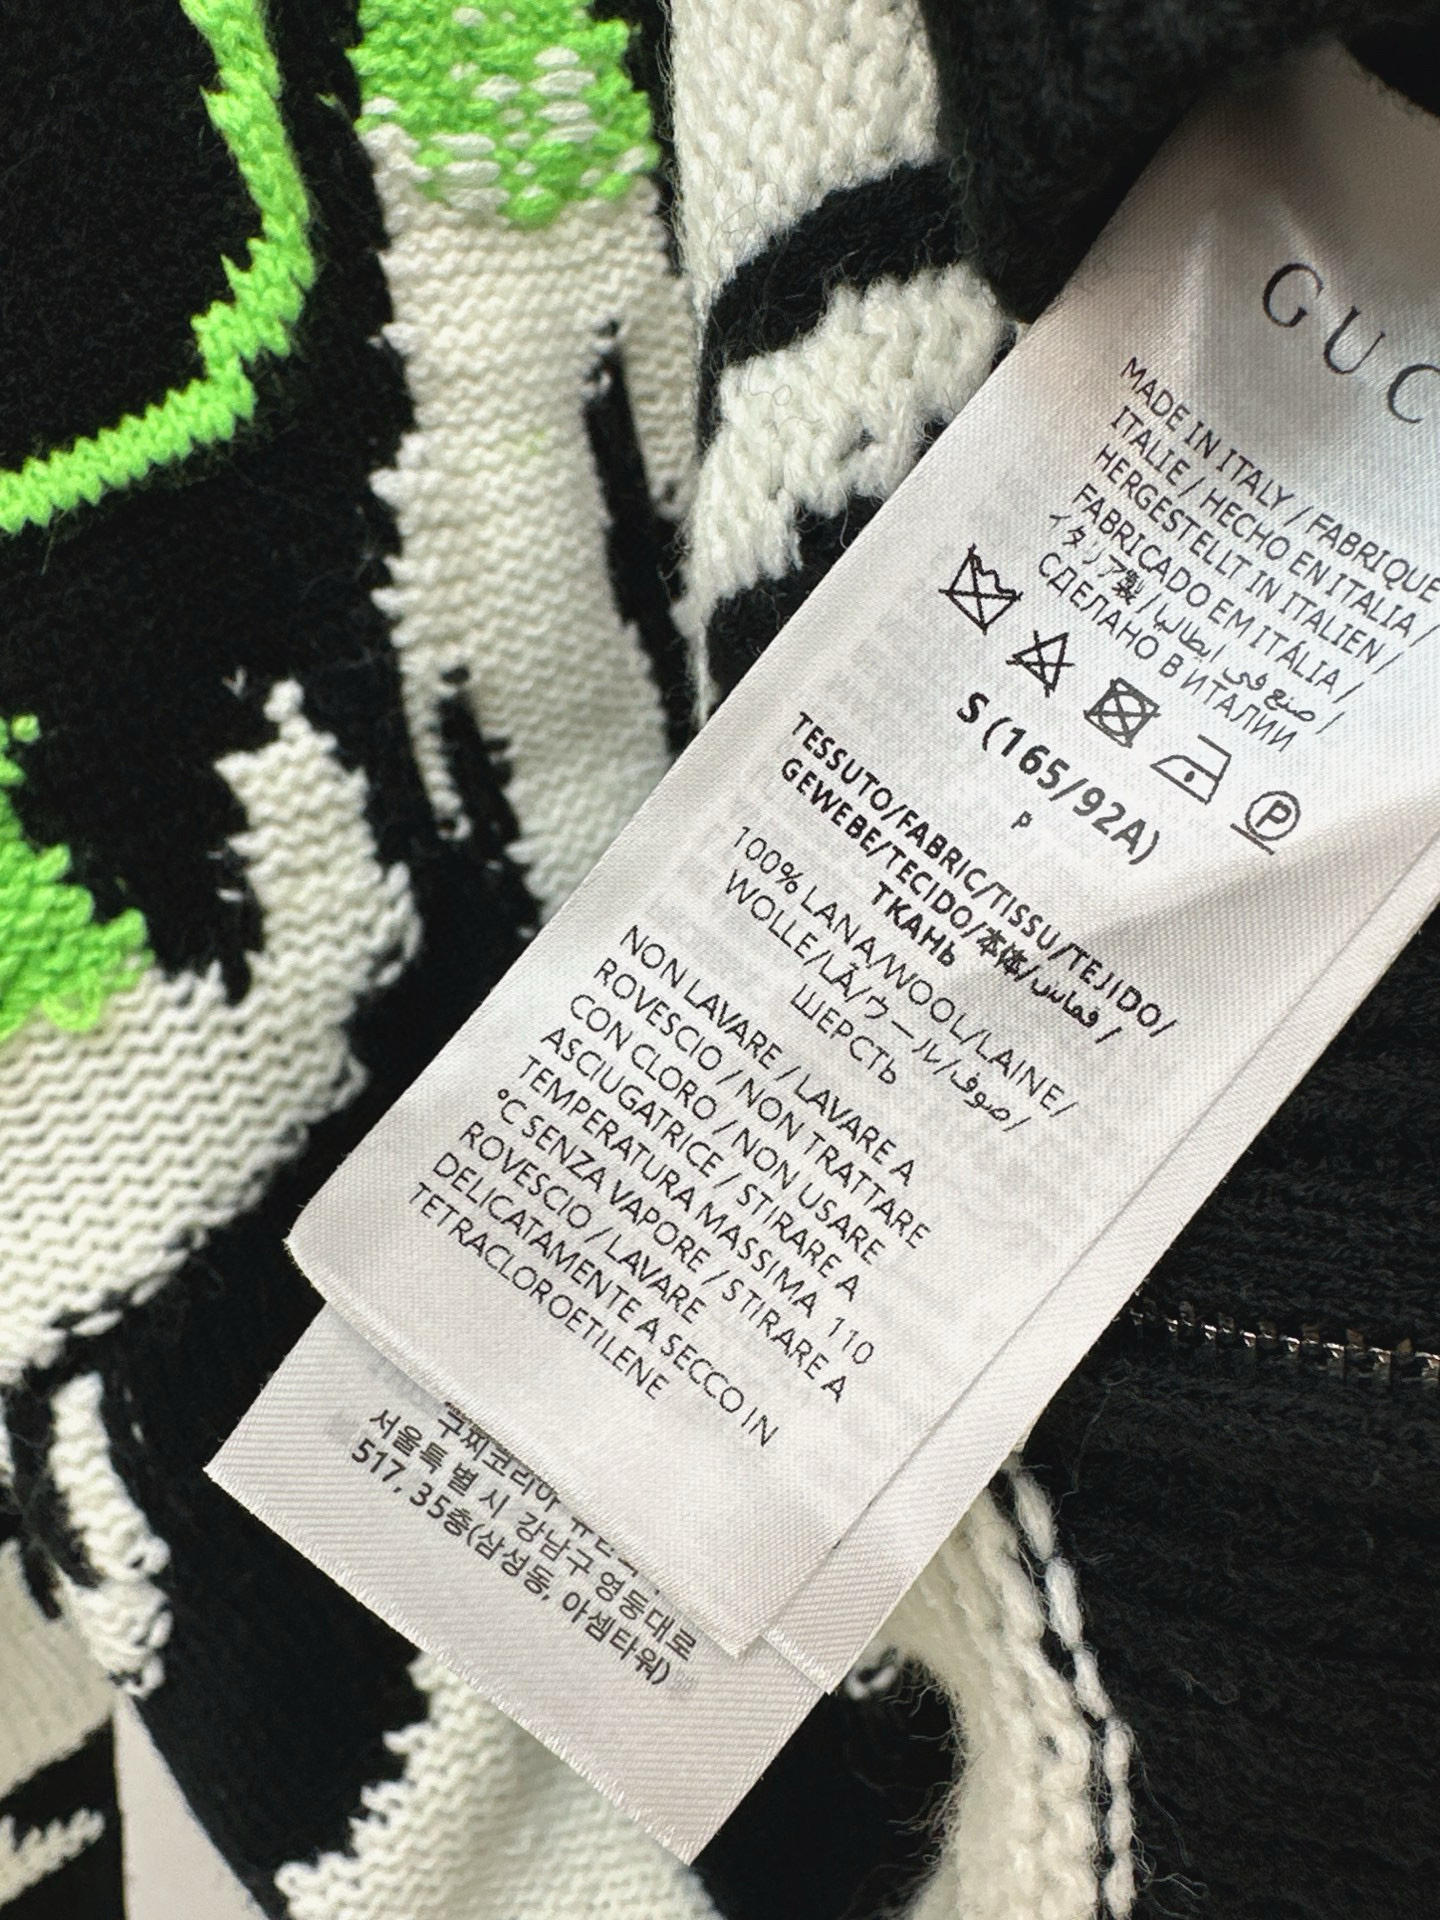 GUC
MADE IN ITALY / FABRIQUE
ITALIE / HECHO EN ITALIA /
HERGESTELLT IN ITALIEN /
FABRICADO EM ITÁLIA /
イタリア製 / صنع في ايطاليا /
СДЕЛАНО В ИТАЛИИ
P
S (165/92A)
P
TESSUTO/FABRIC/TISSU/TEJIDO/
GEWEBE/TECIDO/本体/قماش /
ТКАНЬ
100% LANA/WOOL/LAINE/
WOLLE/LÃ/ウール/صوف/
ШЕРСТЬ
NON LAVARE / LAVARE A
ROVESCIO / NON TRATTARE
CON CLORO / NON USARE
ASCIUGATRICE / STIRARE A
TEMPERATURA MASSIMA 110
°C SENZA VAPORE / STIRARE A
ROVESCIO / LAVARE
DELICATAMENTE A SECCO IN
TETRACLOROETILENE
구찌코리아
서울특별시 강남구 영동대로
517, 35층(삼성동, 아셈타워)